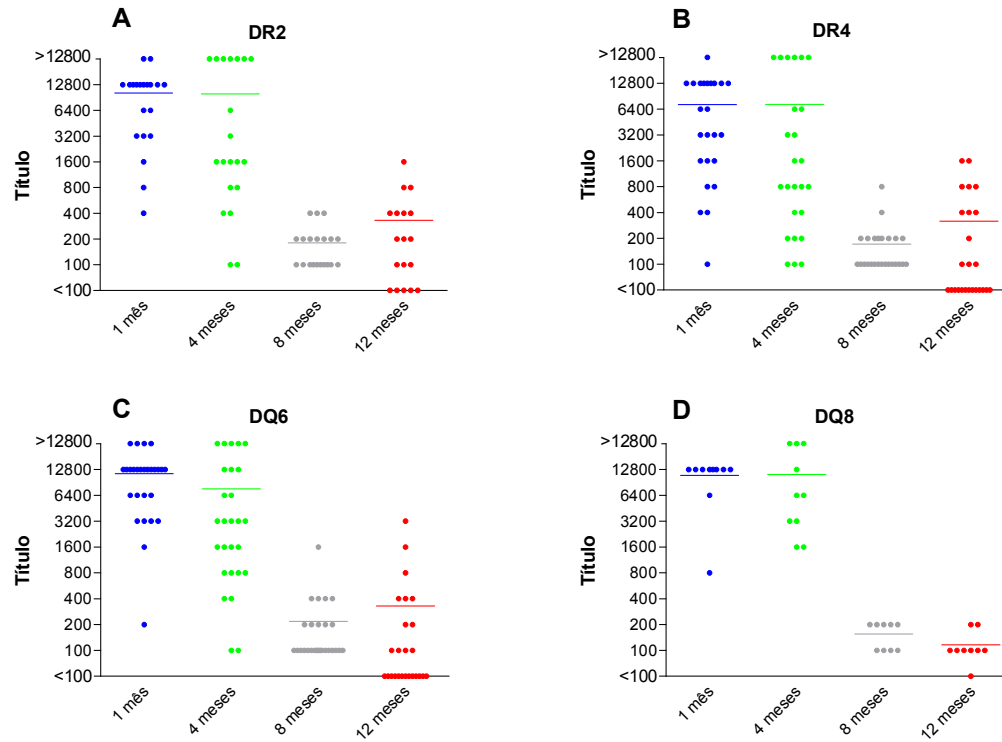 A
DR2
>12800
12800
6400
3200
1600
800
400
200
100
<100
Título
1 mês
4 meses
8 meses
12 meses
B
DR4
>12800
12800
6400
3200
1600
800
400
200
100
<100
Título
1 mês
4 meses
8 meses
12 meses
C
DQ6
>12800
12800
6400
3200
1600
800
400
200
100
<100
Título
1 mês
4 meses
8 meses
12 meses
D
DQ8
>12800
12800
6400
3200
1600
800
400
200
100
<100
Título
1 mês
4 meses
8 meses
12 meses